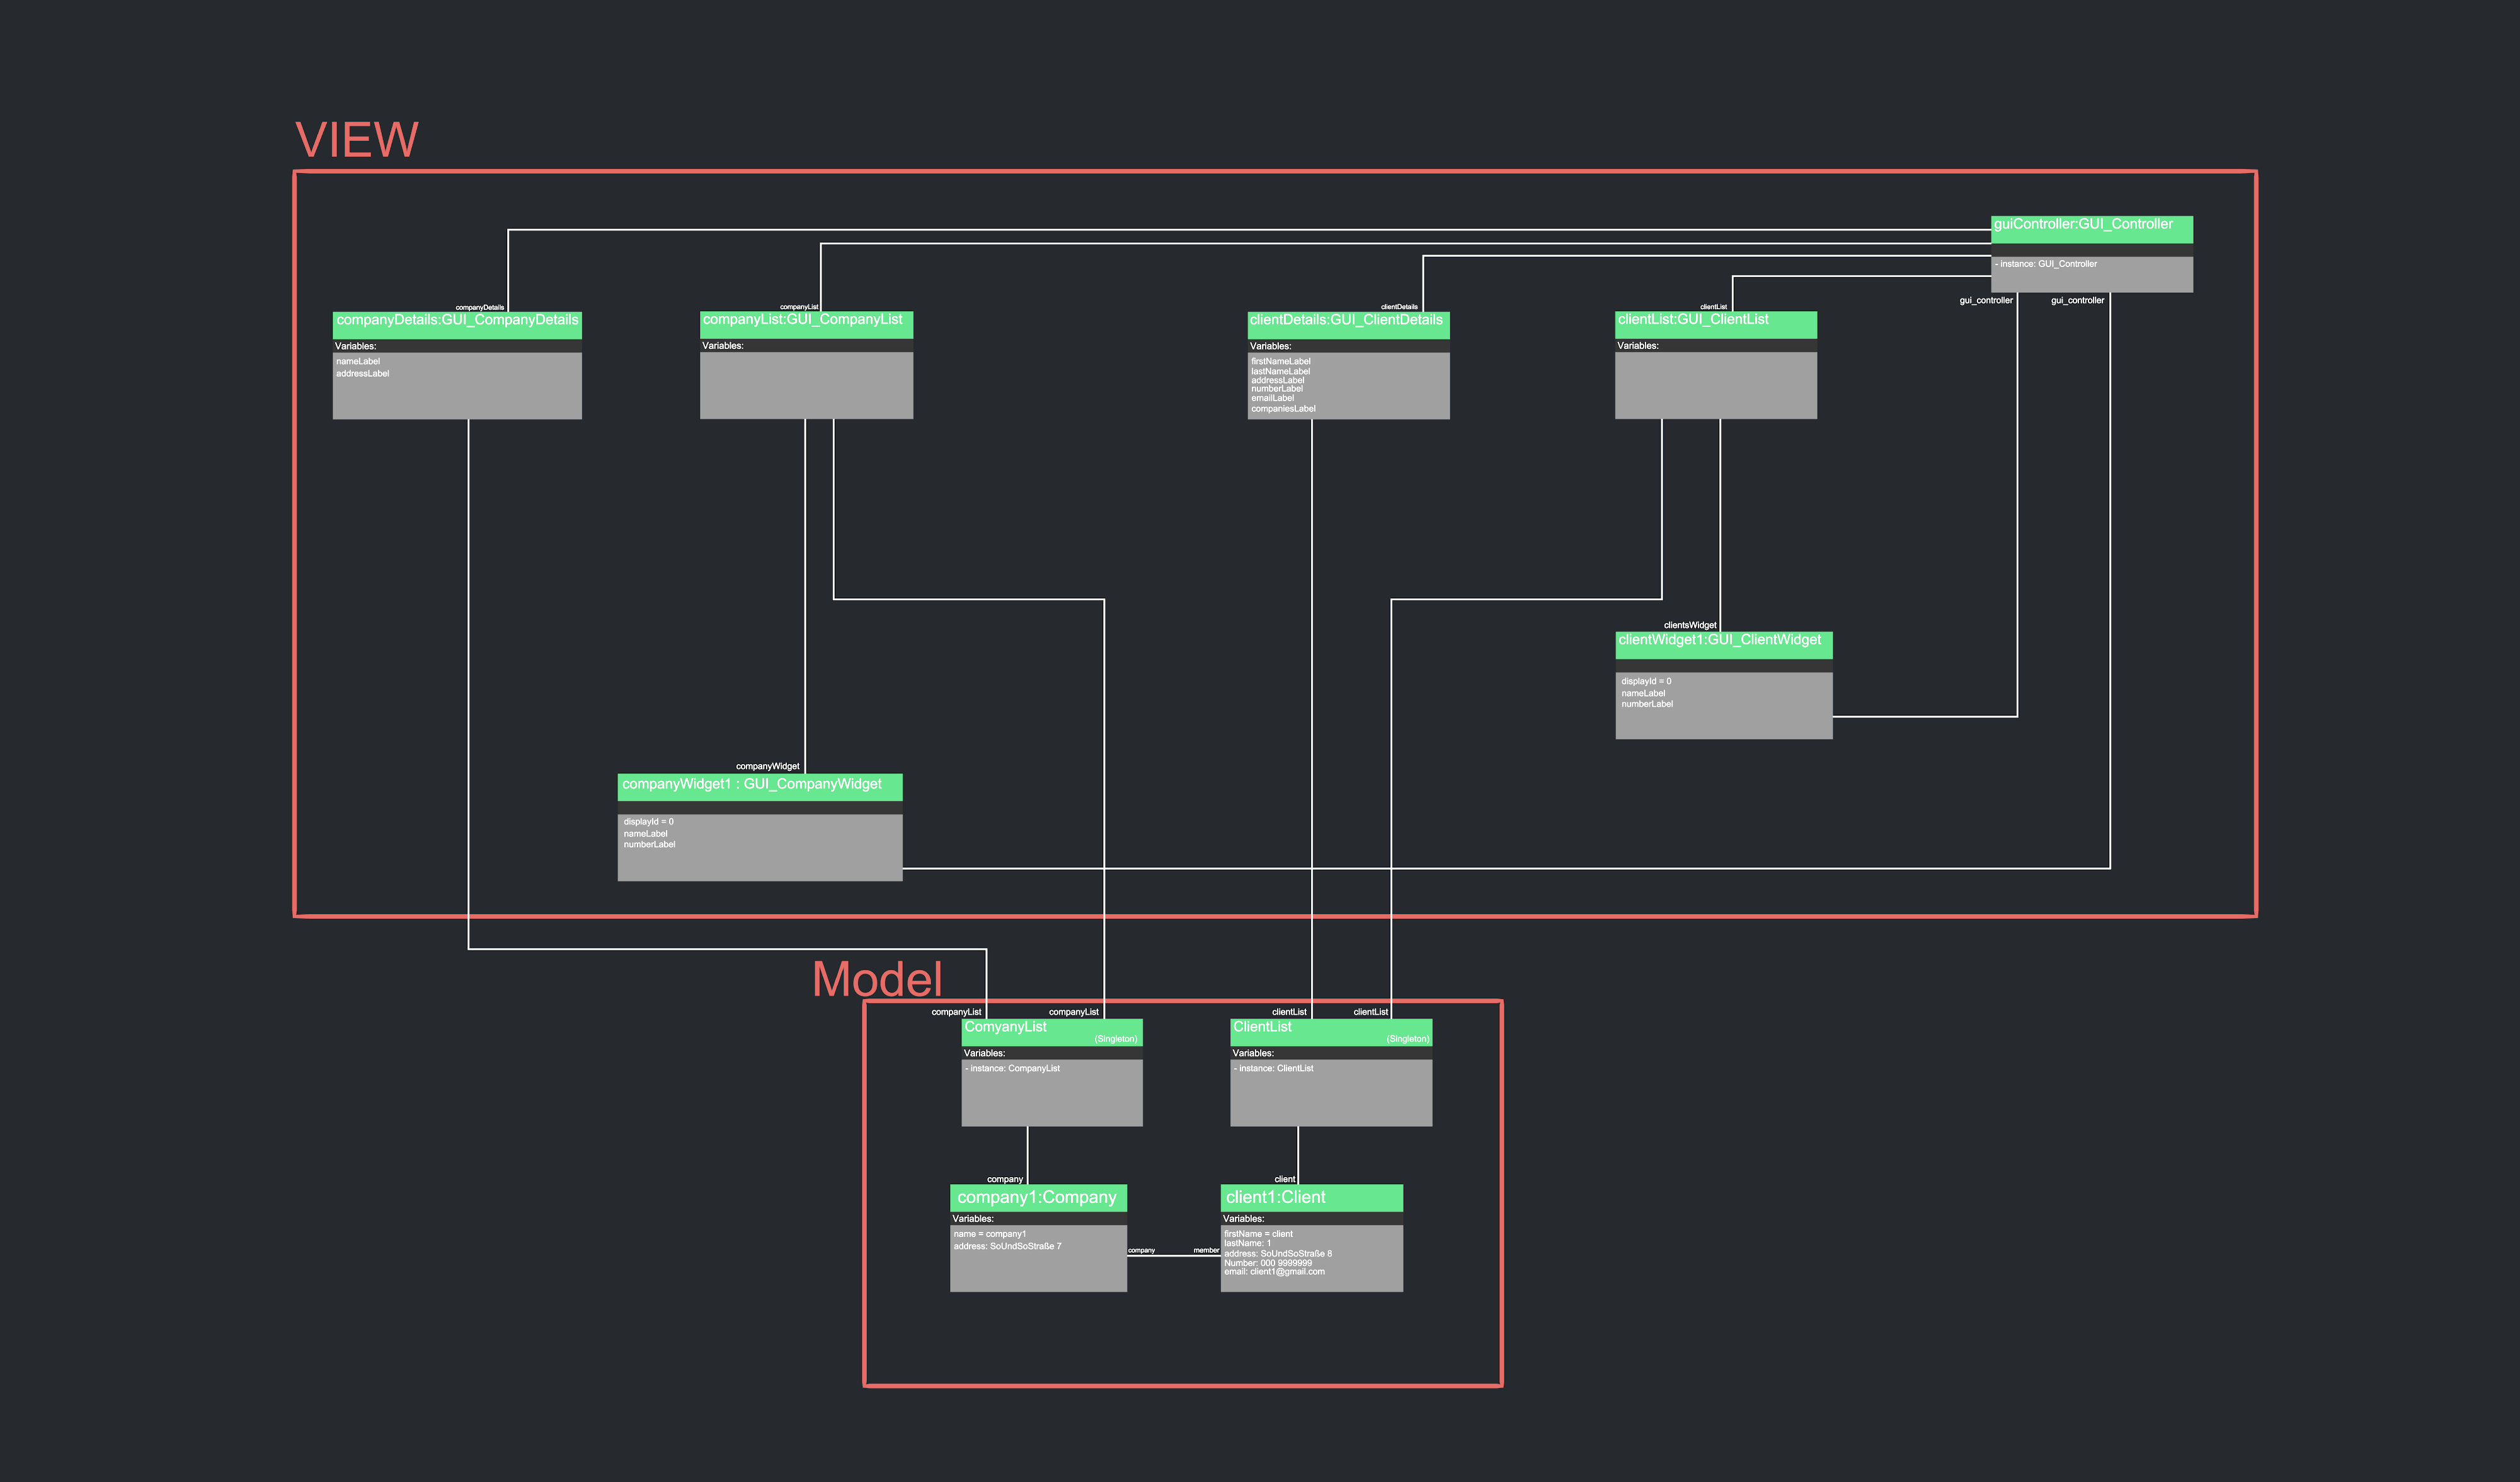 VIEW
guiController:GUI_Controller
- instance: GUI_Controller
gui_controller
gui_controller
companyDetails
companyDetails:GUI_CompanyDetails
Variables:
nameLabel
addressLabel
companyList
companyList:GUI_CompanyList
Variables:
clientDetails
clientDetails:GUI_ClientDetails
Variables:
firstNameLabel
lastNameLabel
addressLabel
numberLabel
emailLabel
companiesLabel
clientList
clientList:GUI_ClientList
Variables:
clientsWidget
clientWidget1:GUI_ClientWidget
displayId = 0
nameLabel
numberLabel
companyWidget
companyWidget1 : GUI_CompanyWidget
displayId = 0
nameLabel
numberLabel
Model
companyList
companyList
ComyanyList
(Singleton)
Variables:
- instance: CompanyList
clientList
clientList
ClientList
(Singleton)
Variables:
- instance: ClientList
company
company1:Company
Variables:
name = company1
address: SoUndSoStraße 7
company
member
client
client1:Client
Variables:
firstName = client
lastName: 1
address: SoUndSoStraße 8
Number: 000 9999999
email: client1@gmail.com